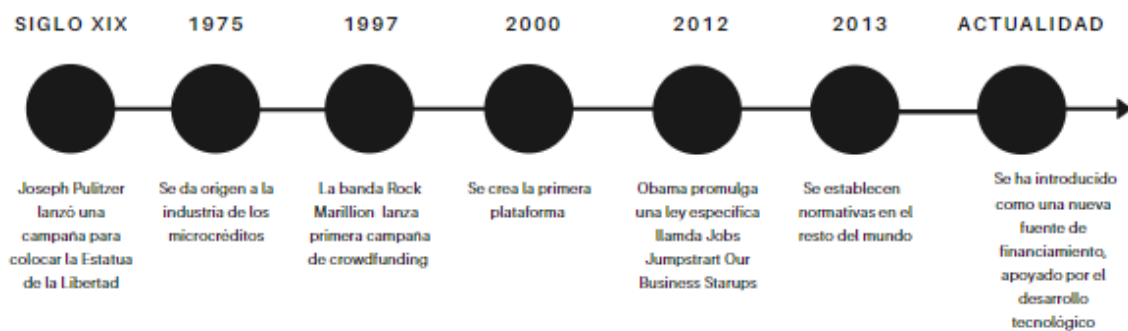 SIGLO XIX
1975
1997
2000
2012
2013
ACTUALIDAD
Joseph Pulitzer
lanzó una
campaña para
colocar la Estatua
de la Libertad
Se da origen a la
industria de los
microcréditos
La banda Rock
Marillion lanza
primera campaña
de crowdfunding
Se crea la primera
plataforma
Obama promulga
una ley específica
llamda Jobs
Jumpstrart Our
Business Starups
Se establecen
normativas en el
resto del mundo
Se ha introducido
como una nueva
fuente de
financiamiento,
apoyado por el
desarrollo
tecnológico